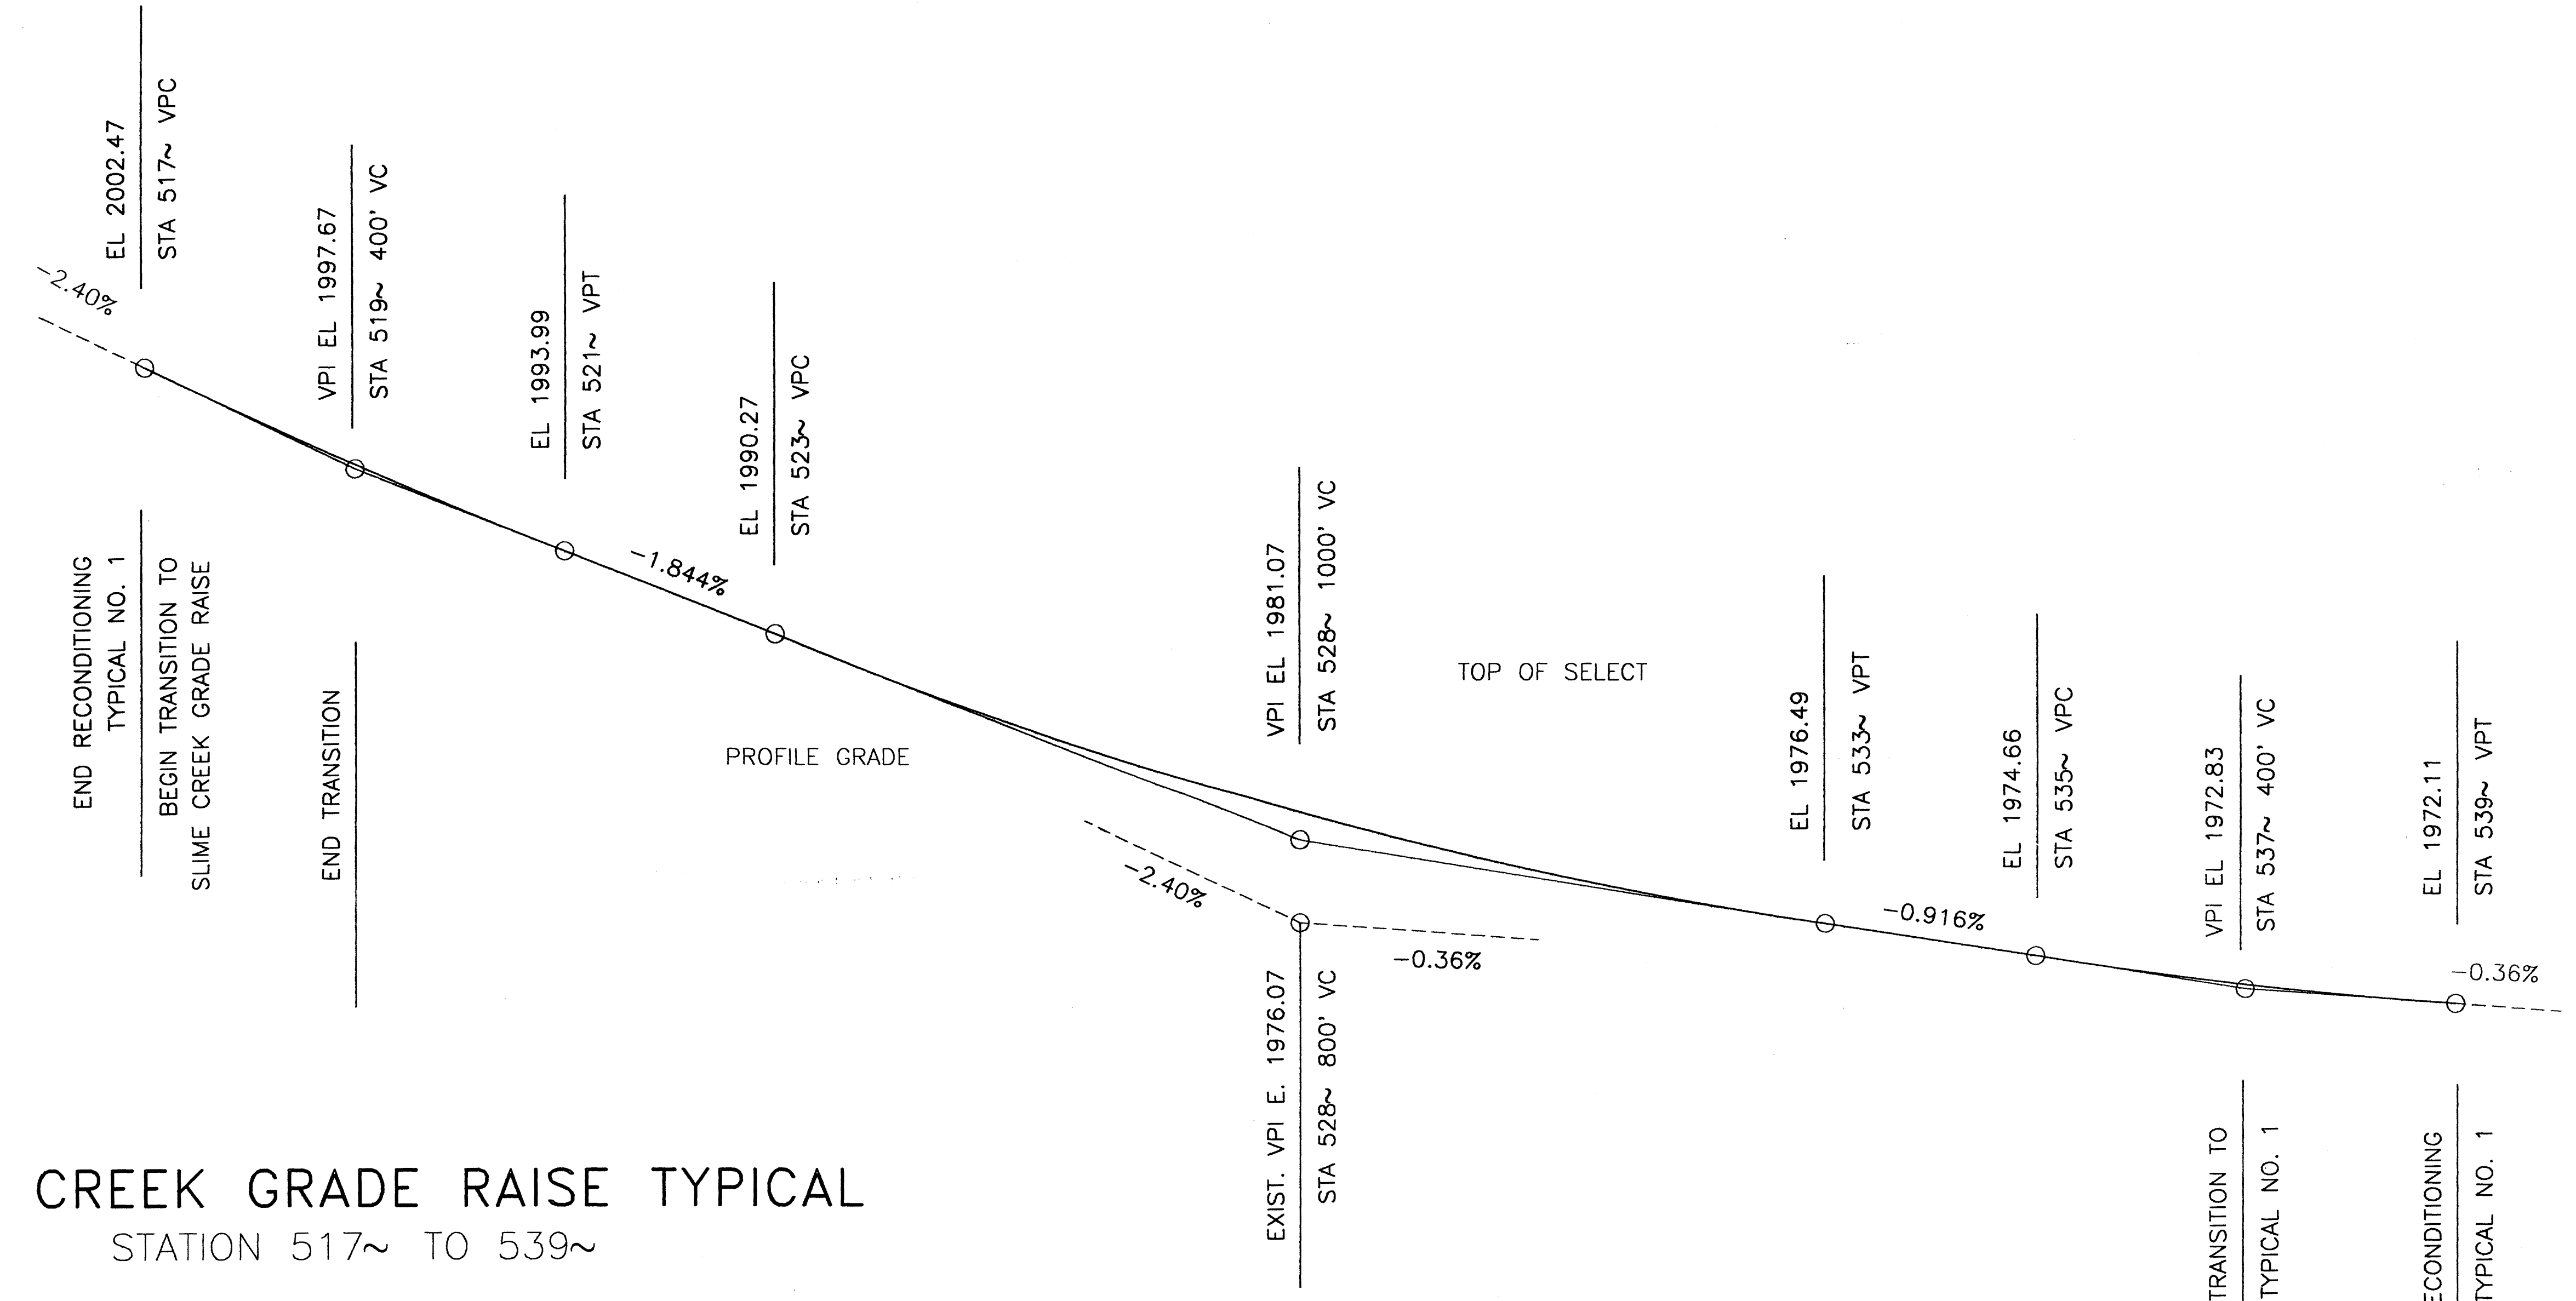 EL 2002.47
STA 517~ VPC
-2.40%
VPI EL 1997.67
STA 519~ 400' VC
EL 1993.99
STA 521~ VPT
-1.844%
EL 1990.27
STA 523~ VPC
VPI EL 1981.07
STA 528~ 1000' VC
TOP OF SELECT
EL 1976.49
STA 533~ VPT
-0.916%
EL 1974.66
STA 535~ VPC
VPI EL 1972.83
STA 537~ 400' VC
EL 1972.11
STA 539~ VPT
-0.36%
END RECONDITIONING
TYPICAL NO. 1
BEGIN TRANSITION TO
SLIME CREEK GRADE RAISE
END TRANSITION
PROFILE GRADE
-2.40%
-0.36%
EXIST. VPI E. 1976.07
STA 528~ 800' VC
TRANSITION TO
TYPICAL NO. 1
ECONDITIONING
TYPICAL NO. 1
CREEK GRADE RAISE TYPICAL
STATION 517~ TO 539~